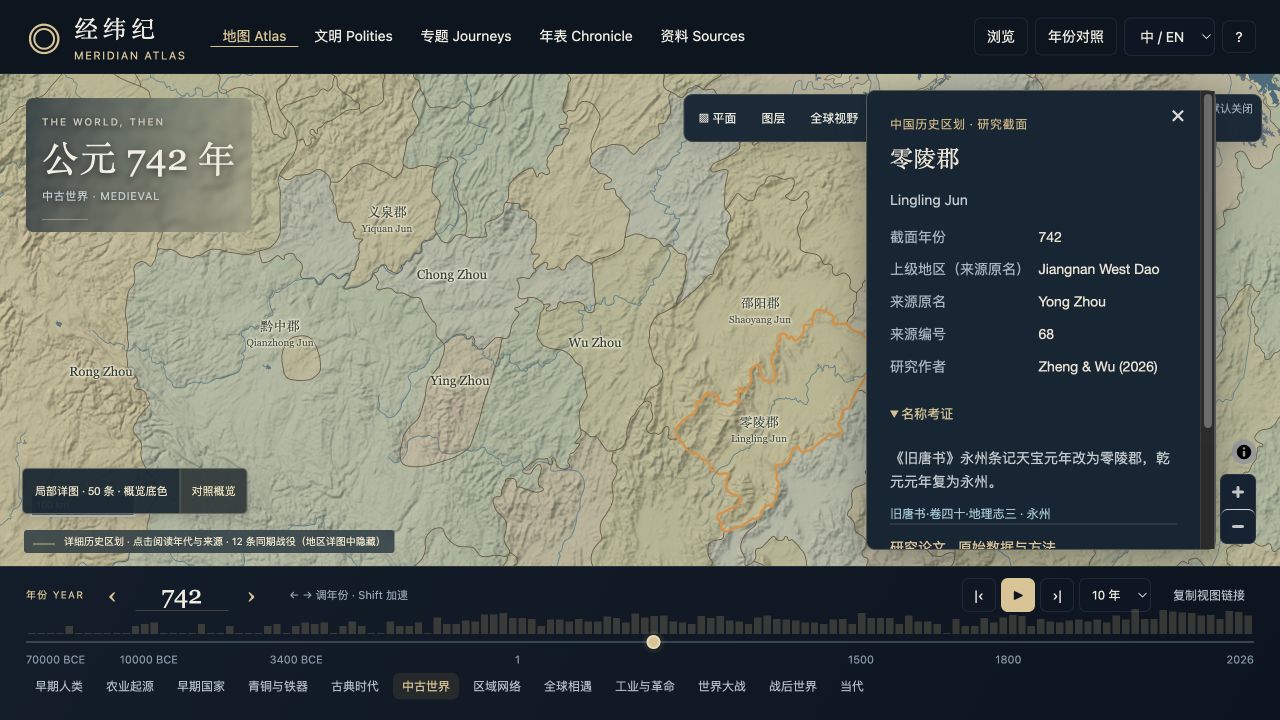 经纬纪
MERIDIAN ATLAS
地图 Atlas
文明 Polities
专题 Journeys
年表 Chronicle
资料 Sources
浏览
年份对照
中 / EN
?
THE WORLD, THEN
公元 742 年
中古世界 · MEDIEVAL
平面
图层
全球视野
默认关闭
义泉郡
Yiquan Jun
Chong Zhou
黔中郡
Qianzhong Jun
Rong Zhou
Ying Zhou
Wu Zhou
邵阳郡
Shaoyang Jun
零陵郡
Lingling Jun
中国历史区划 · 研究截面
零陵郡
Lingling Jun
截面年份 742
上级地区（来源原名） Jiangnan West Dao
来源原名 Yong Zhou
来源编号 68
研究作者 Zheng & Wu (2026)
▾名称考证
《旧唐书》永州条记天宝元年改为零陵郡，乾
元元年复为永州。
旧唐书·卷四十·地理志三 · 永州
研究论文、原始数据与方法
局部详图 · 50 条 · 概览底色
对照概览
详细历史区划 · 点击阅读年代与来源 · 12 条同期战役（地区详图中隐藏）
年份 YEAR
742
← → 调年份 · Shift 加速
10 年
复制视图链接
70000 BCE
10000 BCE
3400 BCE
1
1500
1800
2026
早期人类
农业起源
早期国家
青铜与铁器
古典时代
中古世界
区域网络
全球相遇
工业与革命
世界大战
战后世界
当代